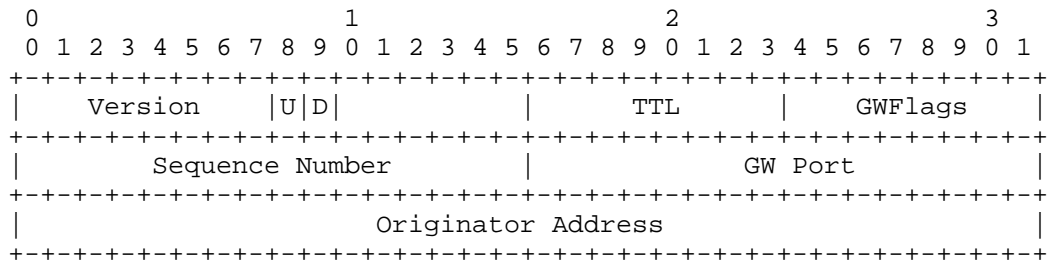 0                   1                   2                   3
 0 1 2 3 4 5 6 7 8 9 0 1 2 3 4 5 6 7 8 9 0 1 2 3 4 5 6 7 8 9 0 1
+-+-+-+-+-+-+-+-+-+-+-+-+-+-+-+-+-+-+-+-+-+-+-+-+-+-+-+-+-+-+-+-+
|    Version    |U|D|           |      TTL      |    GWFlags    |
+-+-+-+-+-+-+-+-+-+-+-+-+-+-+-+-+-+-+-+-+-+-+-+-+-+-+-+-+-+-+-+-+
|        Sequence Number        |             GW Port           |
+-+-+-+-+-+-+-+-+-+-+-+-+-+-+-+-+-+-+-+-+-+-+-+-+-+-+-+-+-+-+-+-+
|                      Originator Address                       |
+-+-+-+-+-+-+-+-+-+-+-+-+-+-+-+-+-+-+-+-+-+-+-+-+-+-+-+-+-+-+-+-+